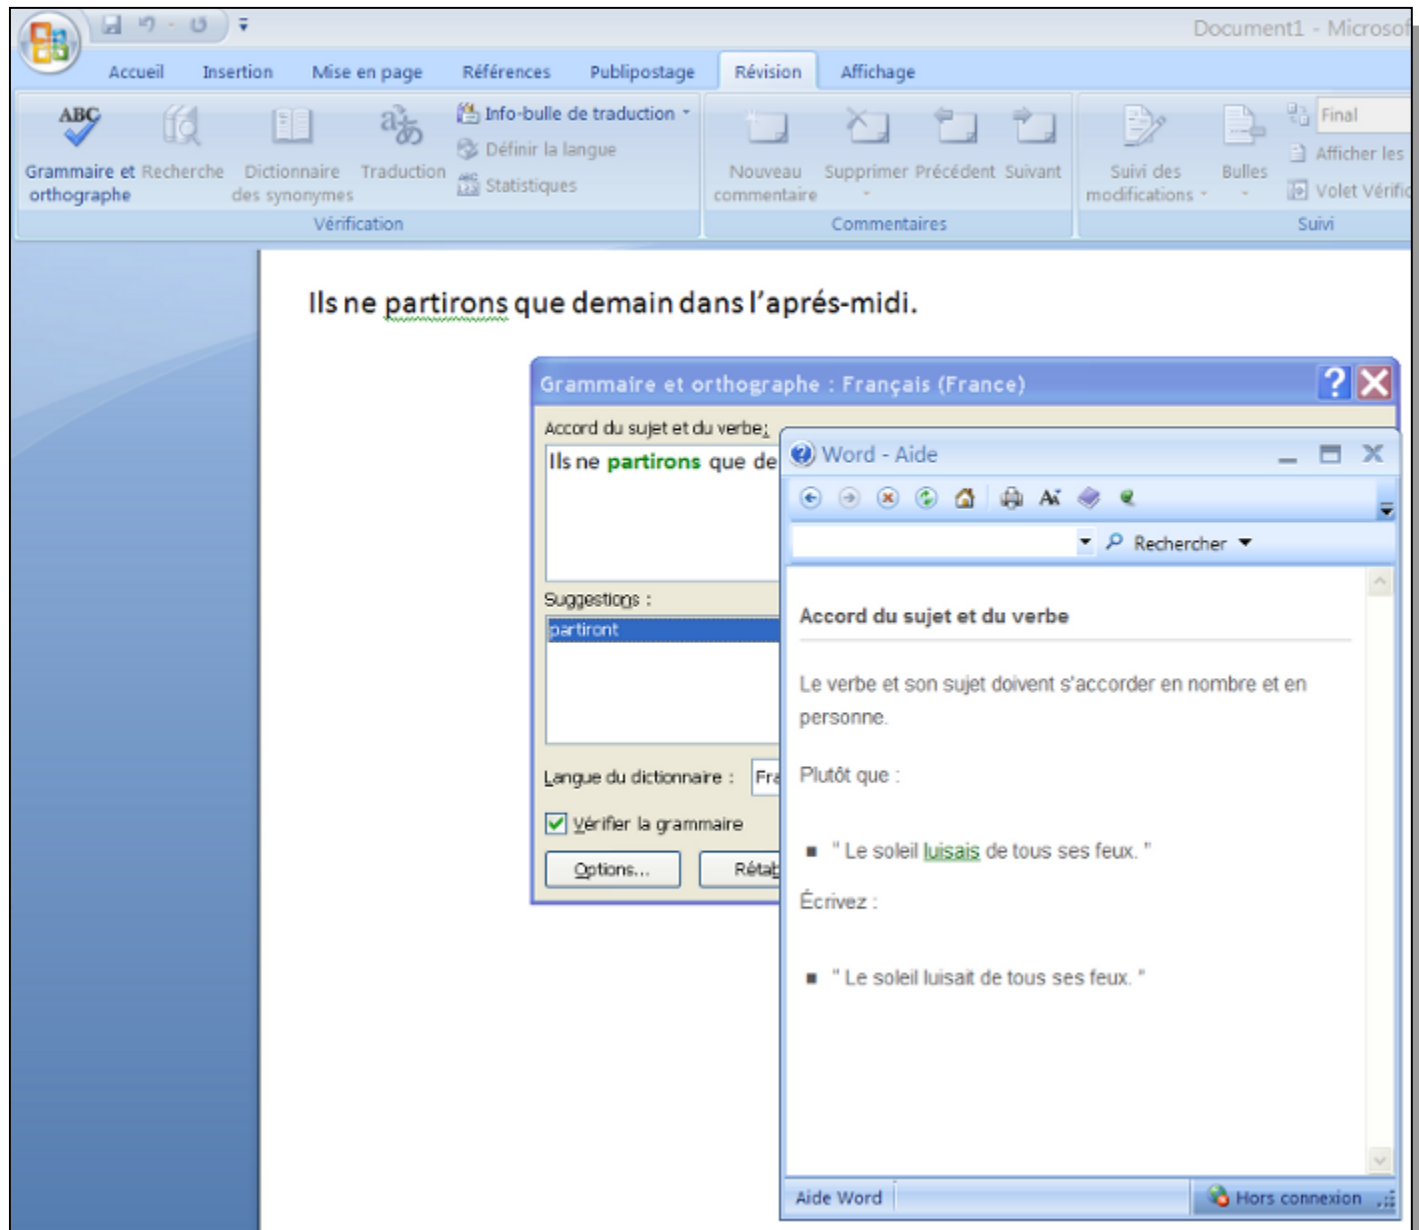 Document1 - Microsof
Accueil Insertion Mise en page Références Publipostage Révision Affichage
ABC
Grammaire et orthographe
Recherche
Dictionnaire des synonymes
Traduction
Info-bulle de traduction
Définir la langue
ABC 123 Statistiques
Vérification
Nouveau commentaire
Supprimer Précédent Suivant
Commentaires
Suivi des modifications
Bulles
Final
Afficher les
Volet Vérific
Suivi
Ils ne partirons que demain dans l'aprés-midi.
Grammaire et orthographe : Français (France)
Accord du sujet et du verbe:
Ils ne partirons que de
Suggestions :
partiront
Langue du dictionnaire : Fra
Vérifier la grammaire
Options... Rétab
Word - Aide
Rechercher
Accord du sujet et du verbe
Le verbe et son sujet doivent s'accorder en nombre et en
personne.
Plutôt que :
" Le soleil luisais de tous ses feux. "
Écrivez :
" Le soleil luisait de tous ses feux. "
Aide Word Hors connexion